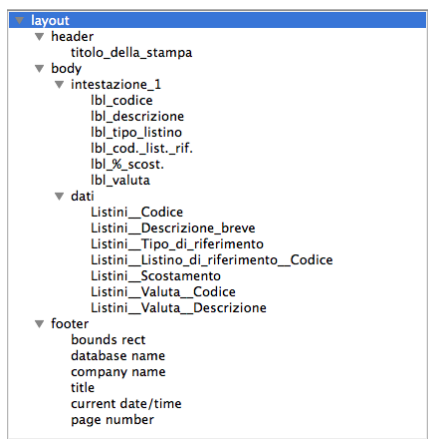 layout
header
titolo_della_stampa
body
intestazione_1
lbl_codice
lbl_descrizione
lbl_tipo_listino
lbl_cod._list._rif.
lbl_%_scost.
lbl_valuta
dati
Listini__Codice
Listini__Descrizione_breve
Listini__Tipo_di_riferimento
Listini__Listino_di_riferimento__Codice
Listini__Scostamento
Listini__Valuta__Codice
Listini__Valuta__Descrizione
footer
bounds rect
database name
company name
title
current date/time
page number